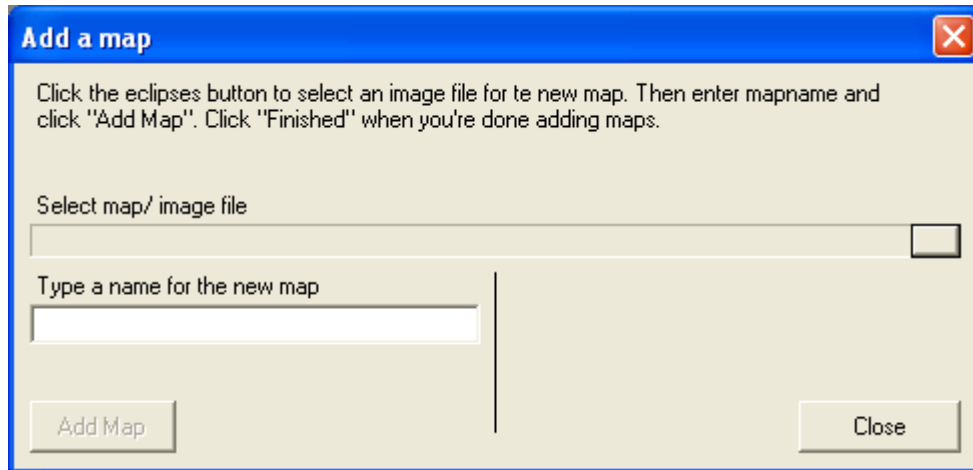 Add a map
Click the eclipses button to select an image file for te new map. Then enter mapname and
click "Add Map". Click "Finished" when you're done adding maps.
Select map/ image file
Type a name for the new map
Add Map
Close